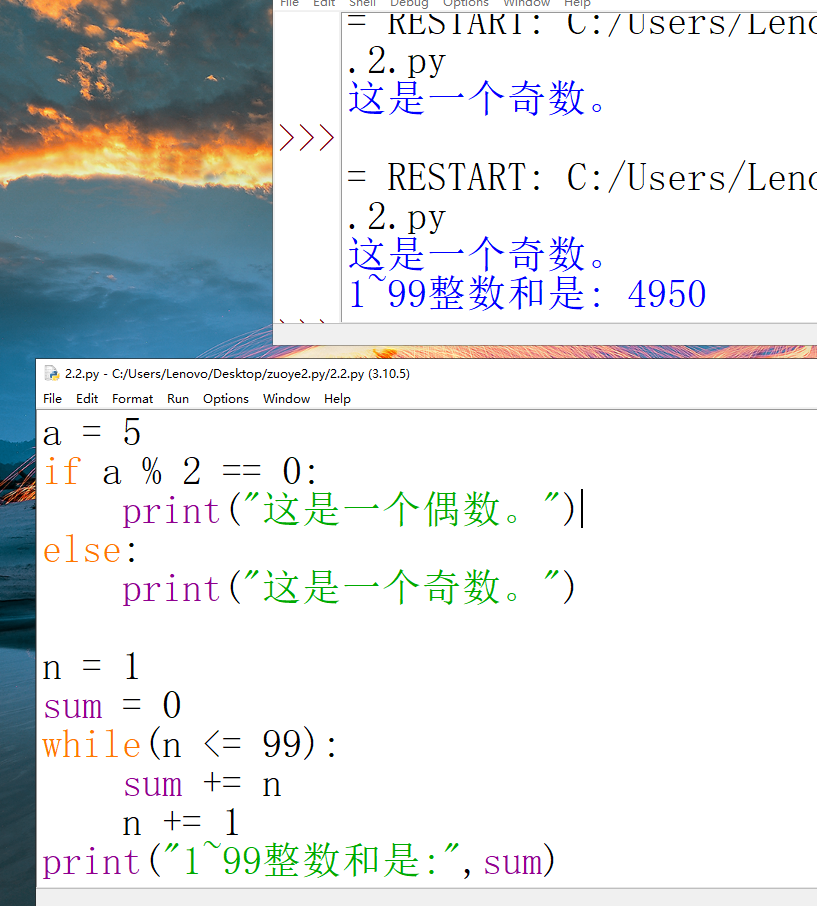 File Edit Shell Debug Options Window Help
= RESTART: C:/Users/Leno
.2.py
这是一个奇数。
>>>
= RESTART: C:/Users/Leno
.2.py
这是一个奇数。
1~99整数和是: 4950
>>>
2.2.py - C:/Users/Lenovo/Desktop/zuoye2.py/2.2.py (3.10.5)
File Edit Format Run Options Window Help
a = 5
if a % 2 == 0:
    print("这是一个偶数。")
else:
    print("这是一个奇数。")
n = 1
sum = 0
while(n <= 99):
    sum += n
    n += 1
print("1~99整数和是:",sum)